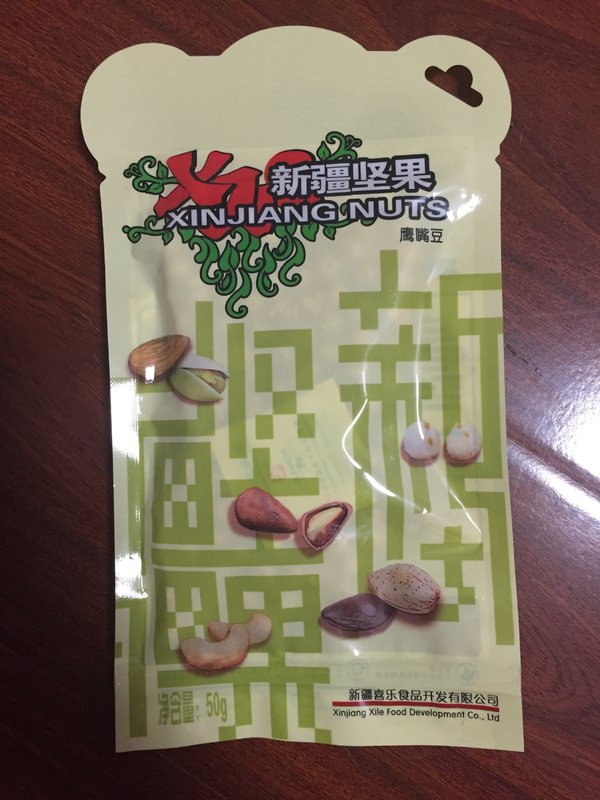 新疆坚果
XINJIANG NUTS
鹰嘴豆
新疆坚果
净含量: 50g
新疆喜乐食品开发有限公司
Xinjiang Xile Food Development Co., Ltd